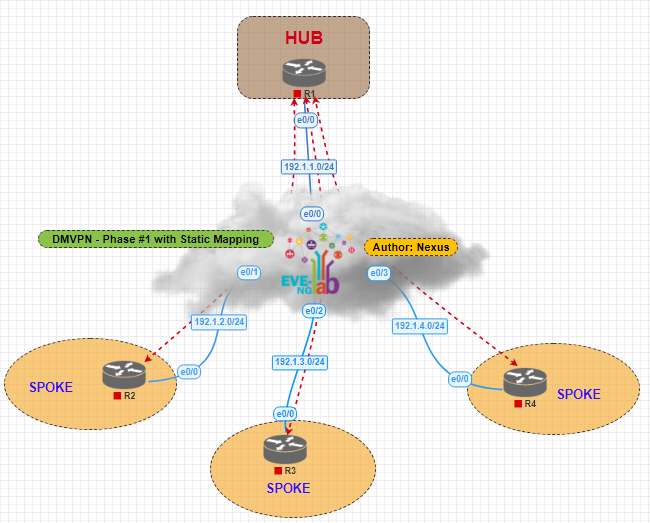 HUB
R1
e0/0
192.1.1.0/24
e0/0
DMVPN - Phase #1 with Static Mapping
Author: Nexus
e0/1
EVE-
NG
lab
e0/3
e0/2
192.1.2.0/24
192.1.4.0/24
192.1.3.0/24
e0/0
e0/0
SPOKE
R2
R4
SPOKE
e0/0
R3
SPOKE